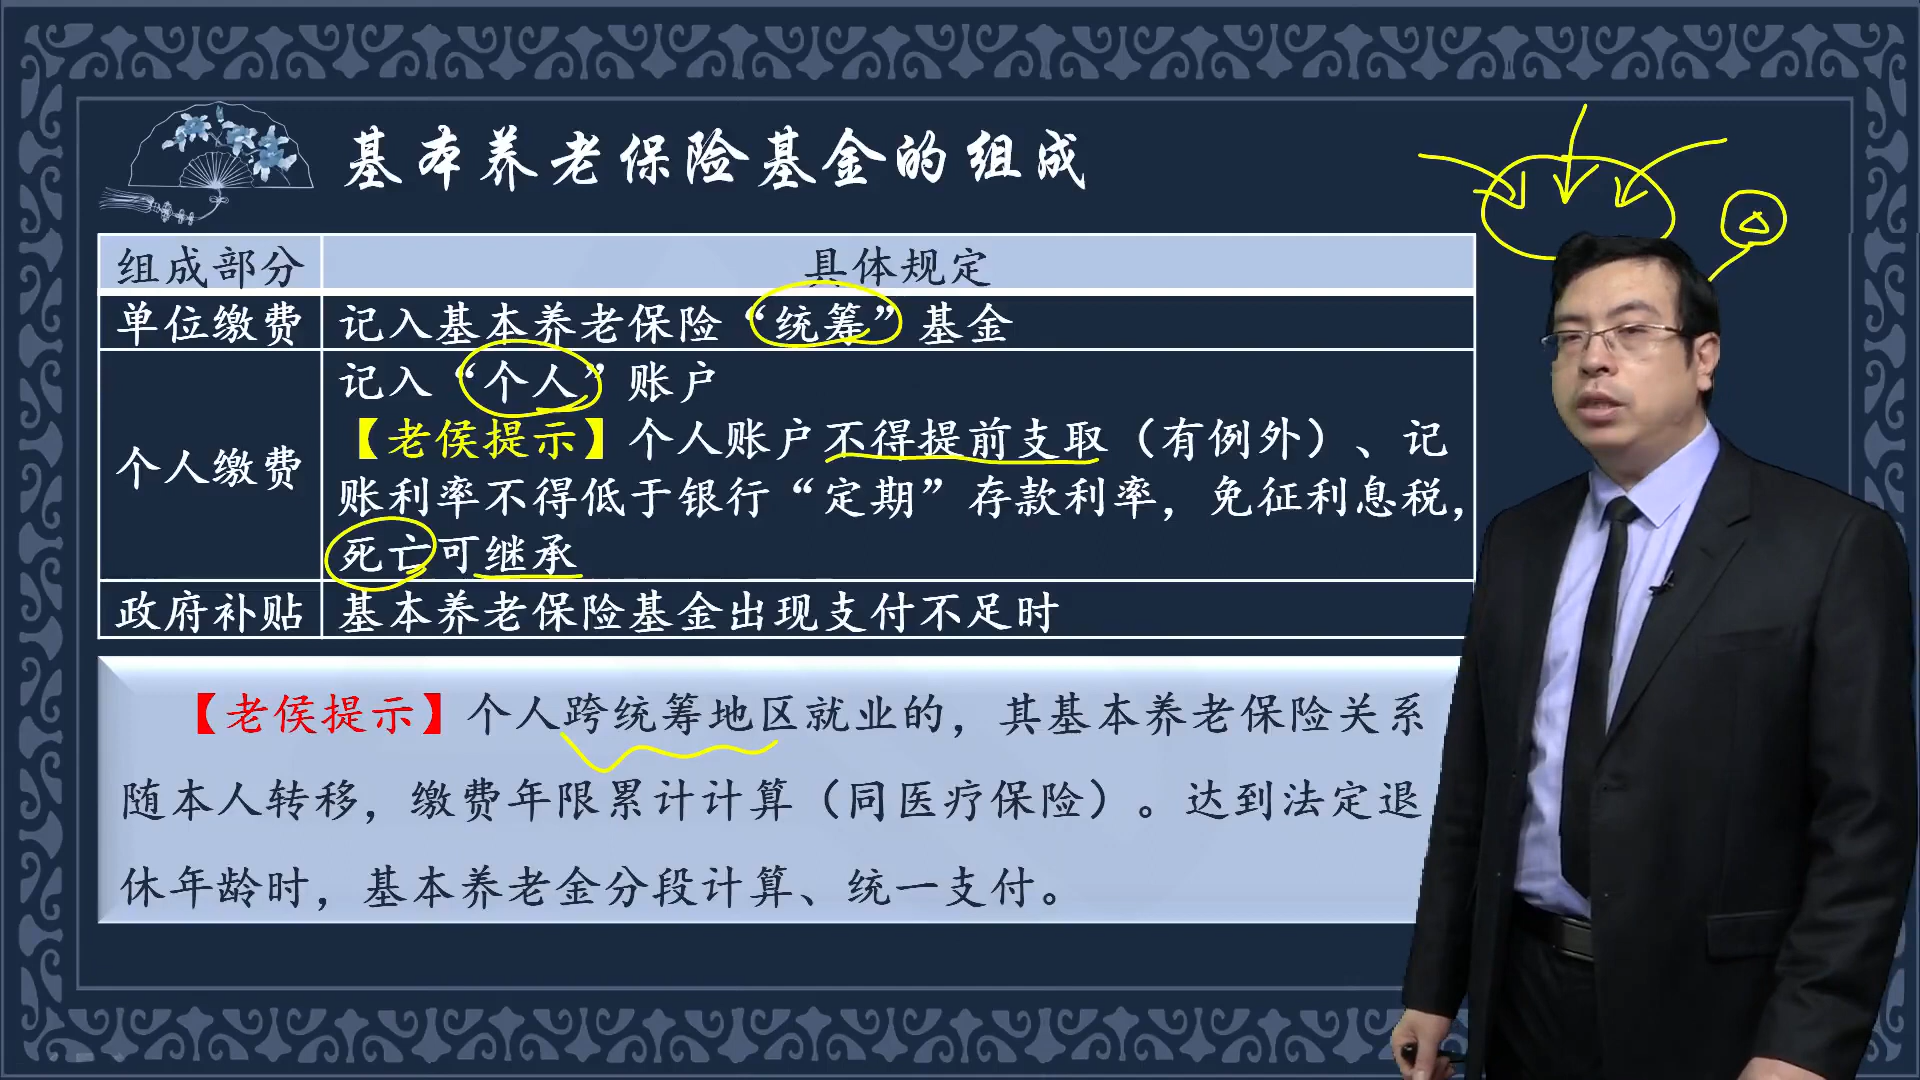 基本养老保险基金的组成
组成部分
具体规定
单位缴费
记入基本养老保险“统筹”基金
个人缴费
记入“个人”账户
【老侯提示】个人账户不得提前支取（有例外）、记
账利率不得低于银行“定期”存款利率，免征利息税，
死亡可继承
政府补贴
基本养老保险基金出现支付不足时
【老侯提示】个人跨统筹地区就业的，其基本养老保险关系
随本人转移，缴费年限累计计算（同医疗保险）。达到法定退
休年龄时，基本养老金分段计算、统一支付。